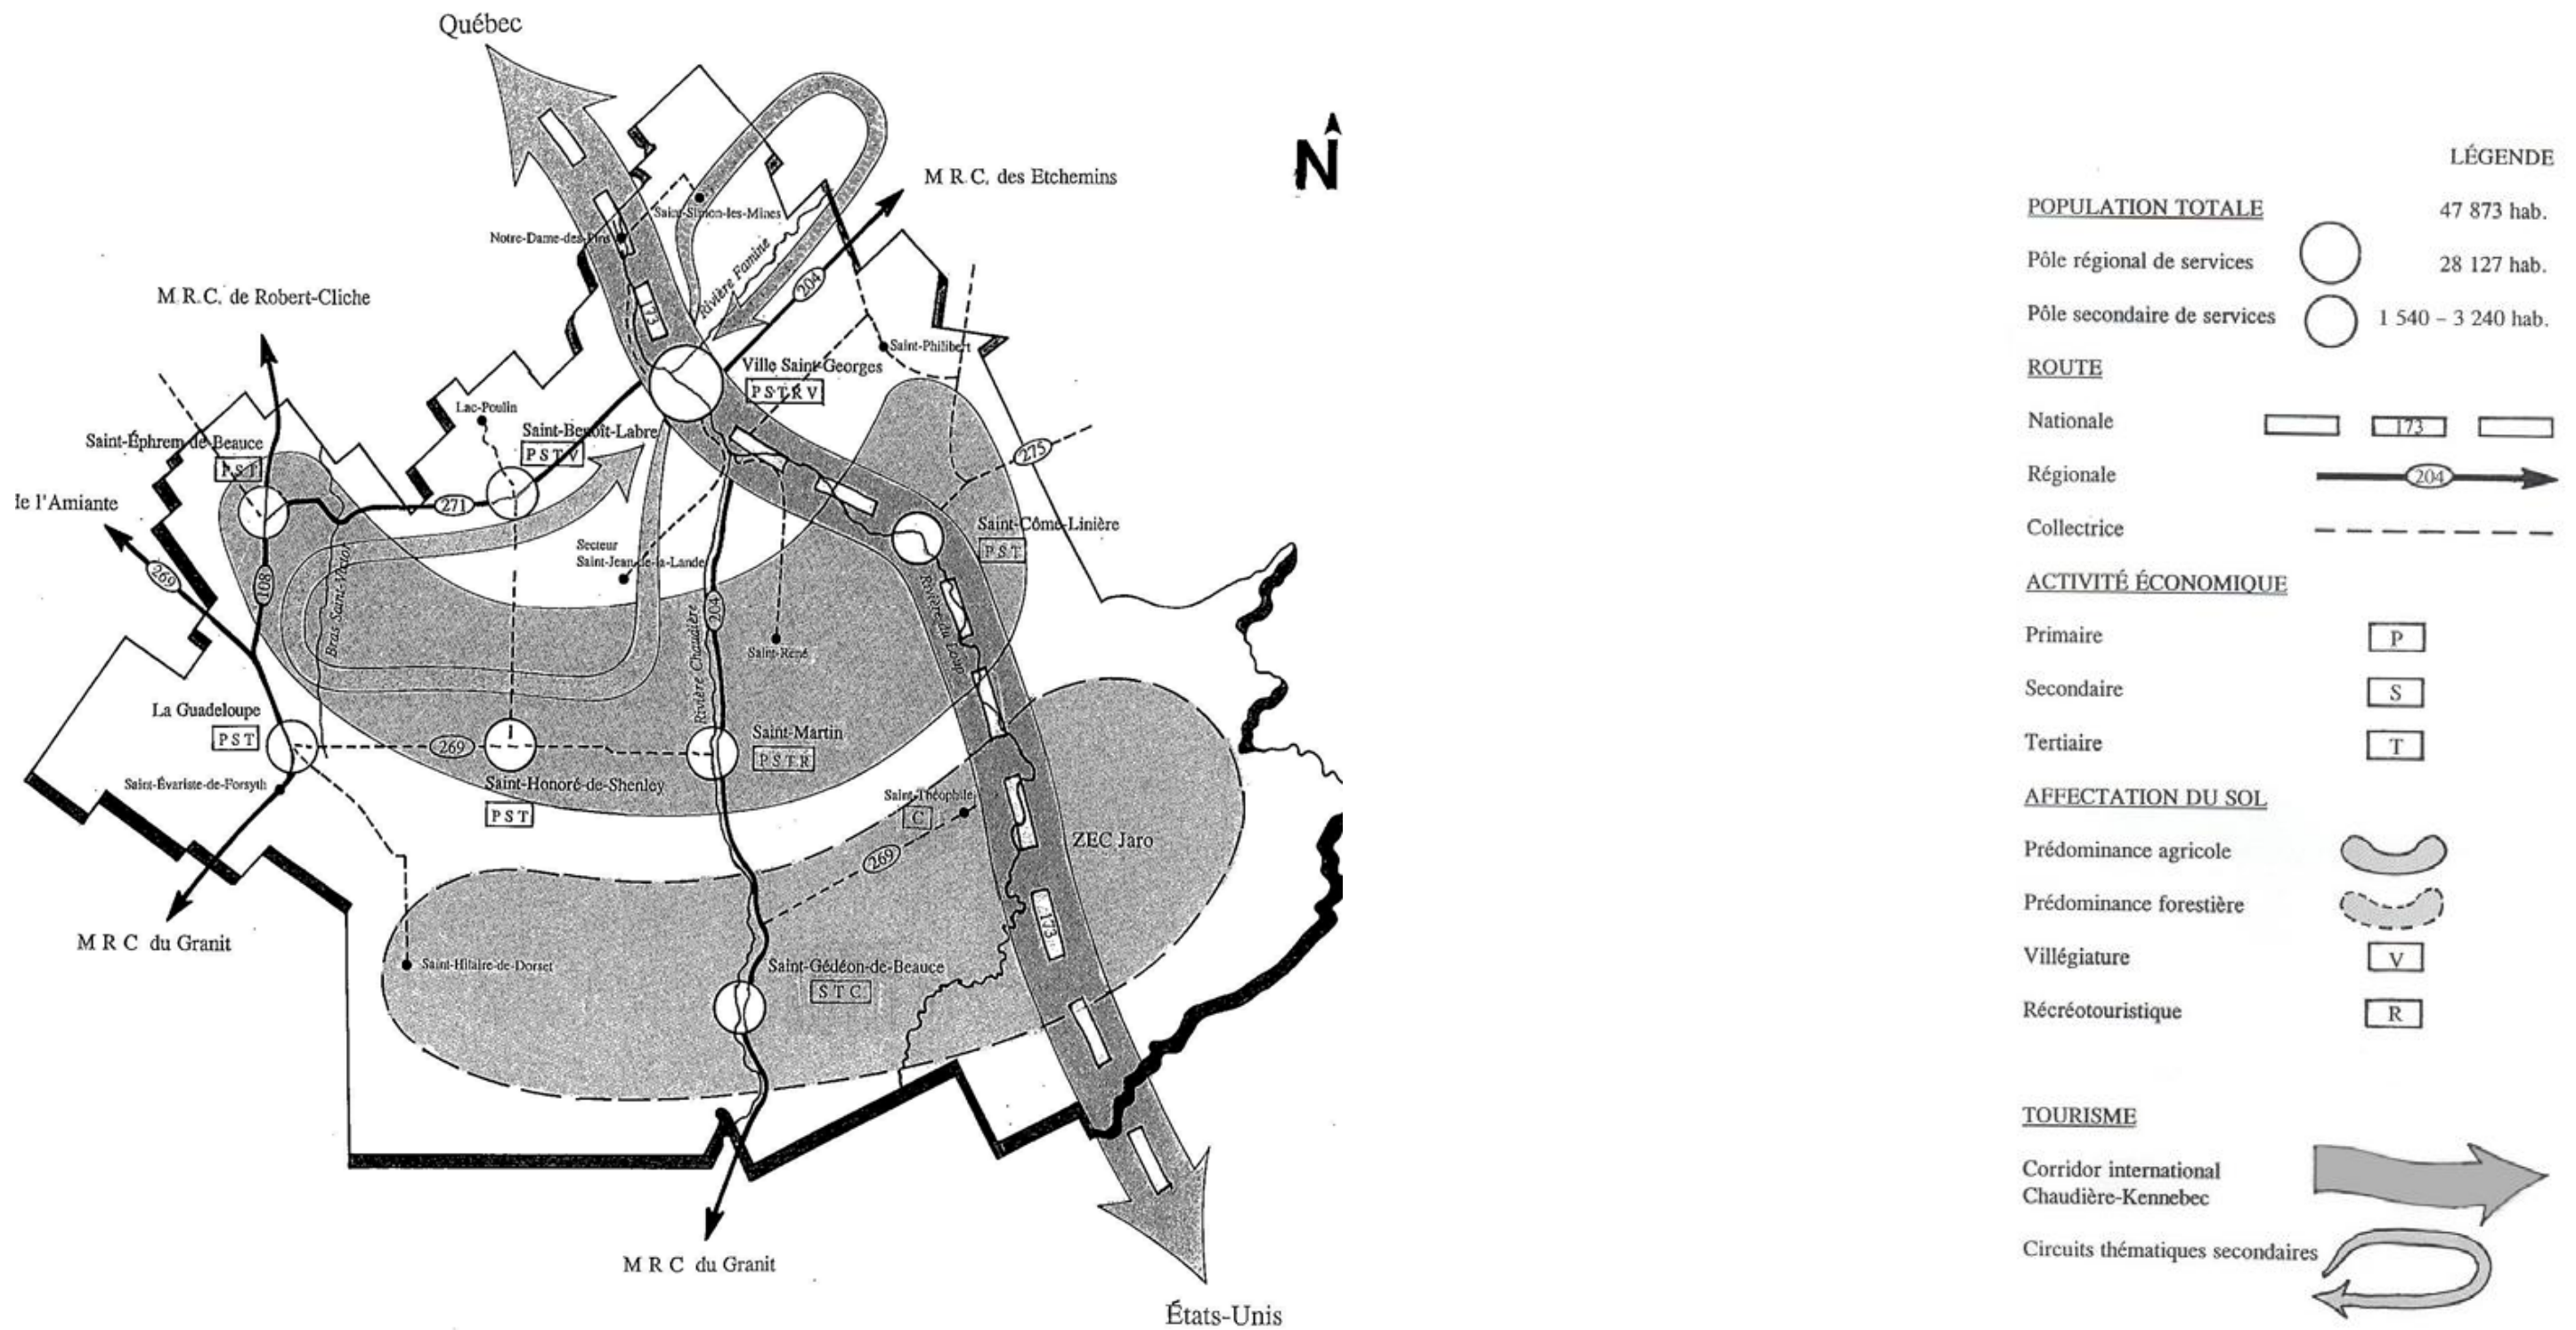 Québec
N
M R.C. des Etchemins
Saint-Simon-les-Mines
Notre-Dame-des-Pins
Rivière Famine
204
173
M.R.C. de Robert-Cliche
Saint-Philibert
Ville Saint-Georges
P S T R V
Lac-Poulin
Saint-Benoît-Labre
P S T V
Saint-Éphrem-de-Beauce
P S T
275
271
le l'Amiante
269
108
Bras Saint-Victor
Secteur
Saint-Jean-de-la-Lande
204
Rivière Chaudière
Saint-Côme-Linière
P S T
Rivière du Loup
Saint-René
La Guadeloupe
P S T
269
Saint-Martin
P S T R
Saint-Évariste-de-Forsyth
Saint-Honoré-de-Shenley
P S T
Saint-Théophile
C
269
ZEC Jaro
173
M R C du Granit
Saint-Hilaire-de-Dorset
Saint-Gédéon-de-Beauce
S T C
M R C du Granit
États-Unis
LÉGENDE
POPULATION TOTALE 47 873 hab.
Pôle régional de services 28 127 hab.
Pôle secondaire de services 1 540 – 3 240 hab.
ROUTE
Nationale 173
Régionale 204
Collectrice
ACTIVITÉ ÉCONOMIQUE
Primaire P
Secondaire S
Tertiaire T
AFFECTATION DU SOL
Prédominance agricole
Prédominance forestière
Villégiature V
Récréotouristique R
TOURISME
Corridor international
Chaudière-Kennebec
Circuits thématiques secondaires